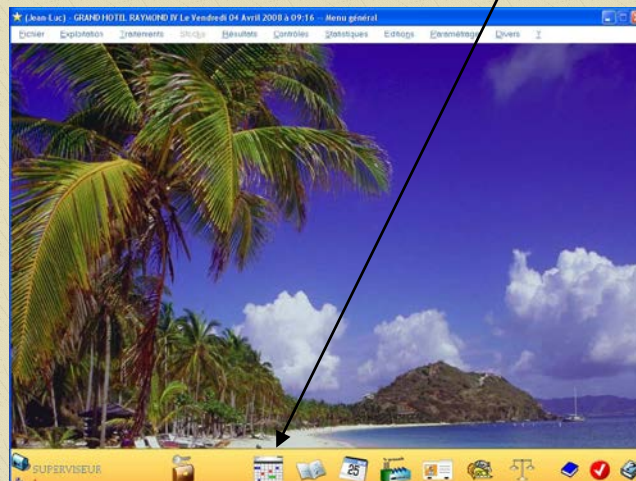 (Jean-Luc) - GRAND HOTEL RAYMOND IV Le Vendredi 04 Avril 2008 à 09:16 -- Menu général
Fichier Exploitation Traitements Stocks Résultats Contrôles Statistiques Editions Paramétrage Divers ?
25
SUPERVISEUR